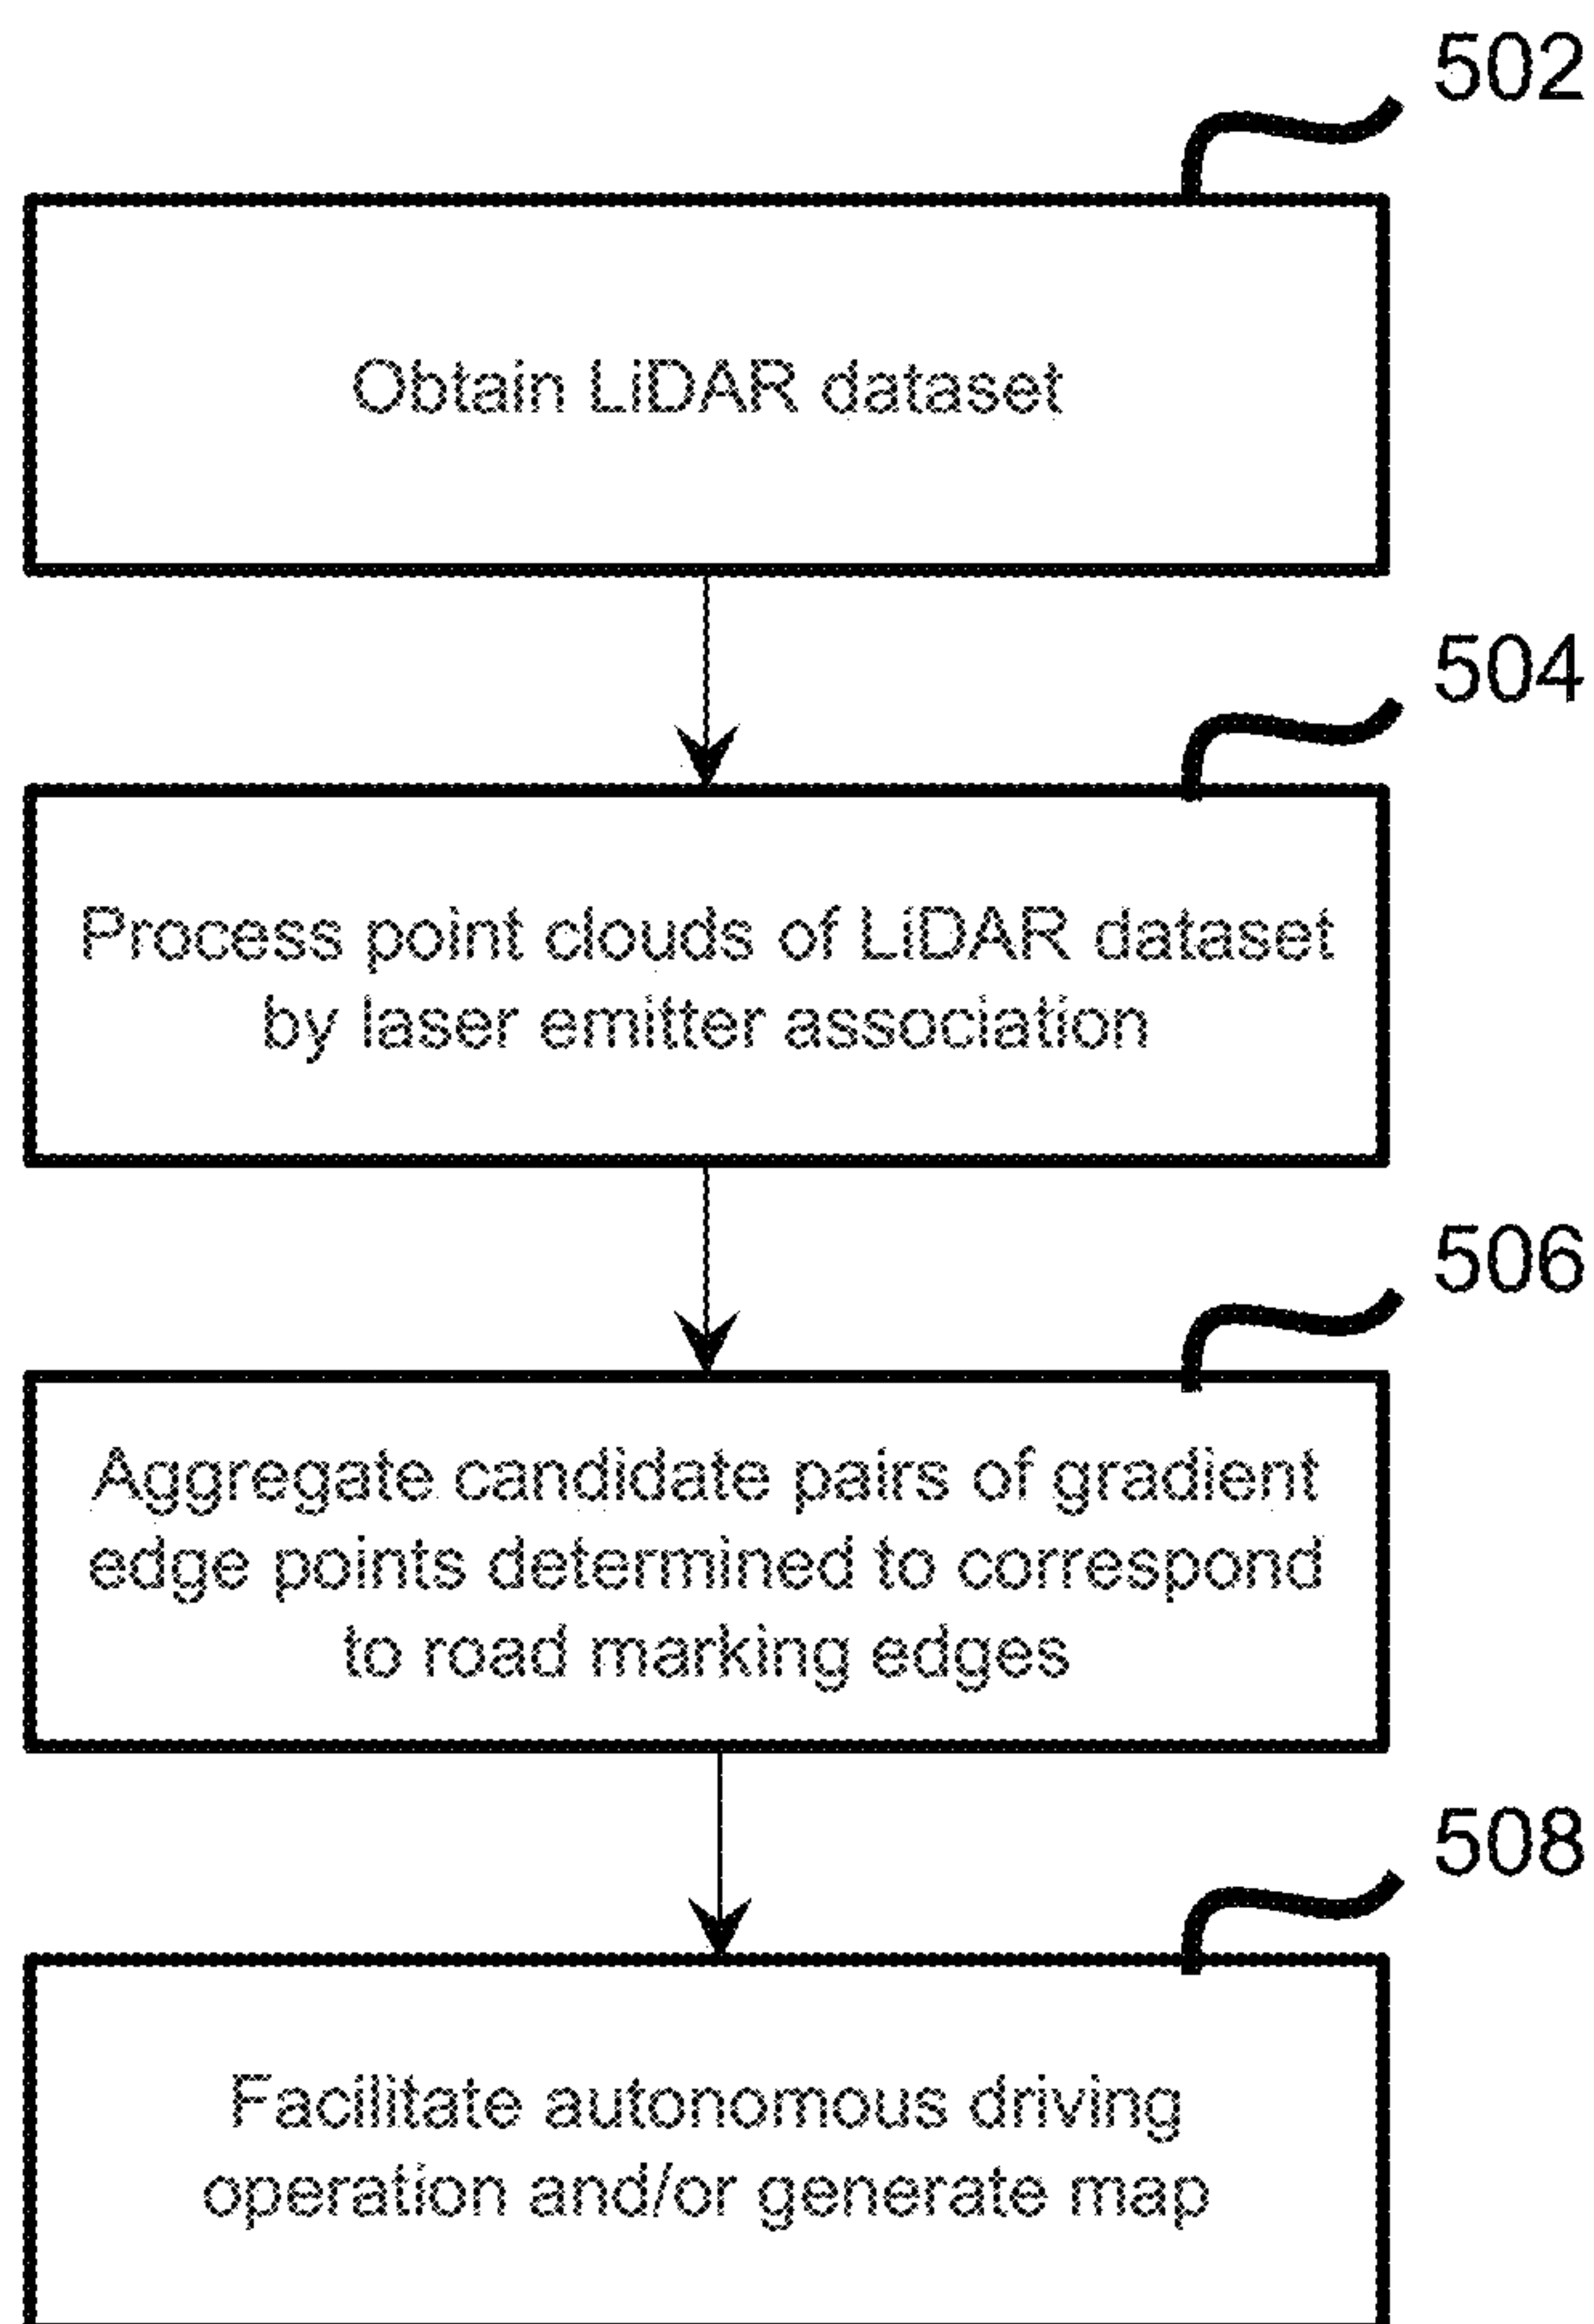 502
Obtain LiDAR dataset
504
Process point clouds of LiDAR dataset
by laser emitter association
506
Aggregate candidate pairs of gradient
edge points determined to correspond
to road marking edges
508
Facilitate autonomous driving
operation and/or generate map